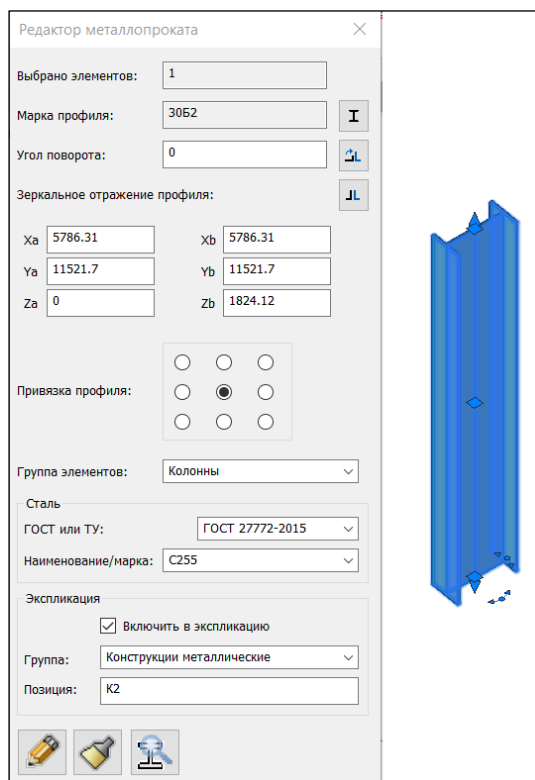 Редактор металлопроката
Выбрано элементов: 1
Марка профиля: 30Б2
Угол поворота: 0
Зеркальное отражение профиля:
Xa 5786.31 Xb 5786.31
Ya 11521.7 Yb 11521.7
Za 0 Zb 1824.12
Привязка профиля:
Группа элементов: Колонны
Сталь
ГОСТ или ТУ: ГОСТ 27772-2015
Наименование/марка: С255
Экспликация
Включить в экспликацию
Группа: Конструкции металлические
Позиция: К2